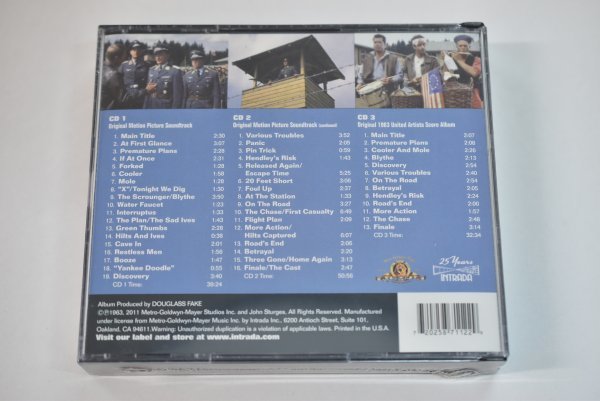 CD 1
Original Motion Picture Soundtrack
1. Main Title 2:30
2. At First Glance 3:07
3. Premature Plans 2:28
4. If At Once 2:31
5. Forked 1:28
6. Cooler 1:26
7. Mole 1:28
8. "X"/Tonight We Dig 1:30
9. The Scrounger/Blythe 3:50
10. Water Faucet 1:23
11. Interruptus 1:33
12. The Plan/The Sad Ives 1:43
13. Green Thumbs 2:28
14. Hilts And Ives 2:38
15. Cave In 2:01
16. Restless Men 1:56
17. Booze 1:47
18. "Yankee Doodle" 0:55
19. Discovery 3:40
CD 1 Time: 39:24
CD 2
Original Motion Picture Soundtrack (continued)
1. Various Troubles 3:52
2. Panic 2:05
3. Pin Trick 0:59
4. Hendley's Risk 1:43
5. Released Again/
Escape Time 5:25
6. 20 Feet Short 3:06
7. Foul Up 2:37
8. At The Station 1:33
9. On The Road 3:27
10. The Chase/First Casualty 6:49
11. Flight Plan 2:09
12. More Action/
Hilts Captured 6:07
13. Road's End 2:06
14. Betrayal 2:20
15. Three Gone/Home Again 3:13
16. Finale/The Cast 2:47
CD 2 Time: 50:56
CD 3
Original 1963 United Artists Score Album
1. Main Title 2:07
2. Premature Plans 2:08
3. Cooler And Mole 2:26
4. Blythe 2:13
5. Discovery 2:54
6. Various Troubles 2:40
7. On The Road 2:54
8. Betrayal 2:05
9. Hendley's Risk 2:24
10. Road's End 2:00
11. More Action 1:57
12. The Chase 2:46
13. Finale 3:14
CD 3 Time: 32:34
25 Years
INTRADA
Album Produced by DOUGLASS FAKE
©℗1963, 2011 Metro-Goldwyn-Mayer Studios Inc. and John Sturges. All Rights Reserved. Manufactured
under license from Metro-Goldwyn-Mayer Music Inc. by Intrada Inc. 6200 Antioch Street, Suite 101,
Oakland, CA 94611. Warning: Unauthorized duplication is a violation of applicable laws. Printed in the U.S.A.
Visit our label and store at www.intrada.com
7 20258 71122